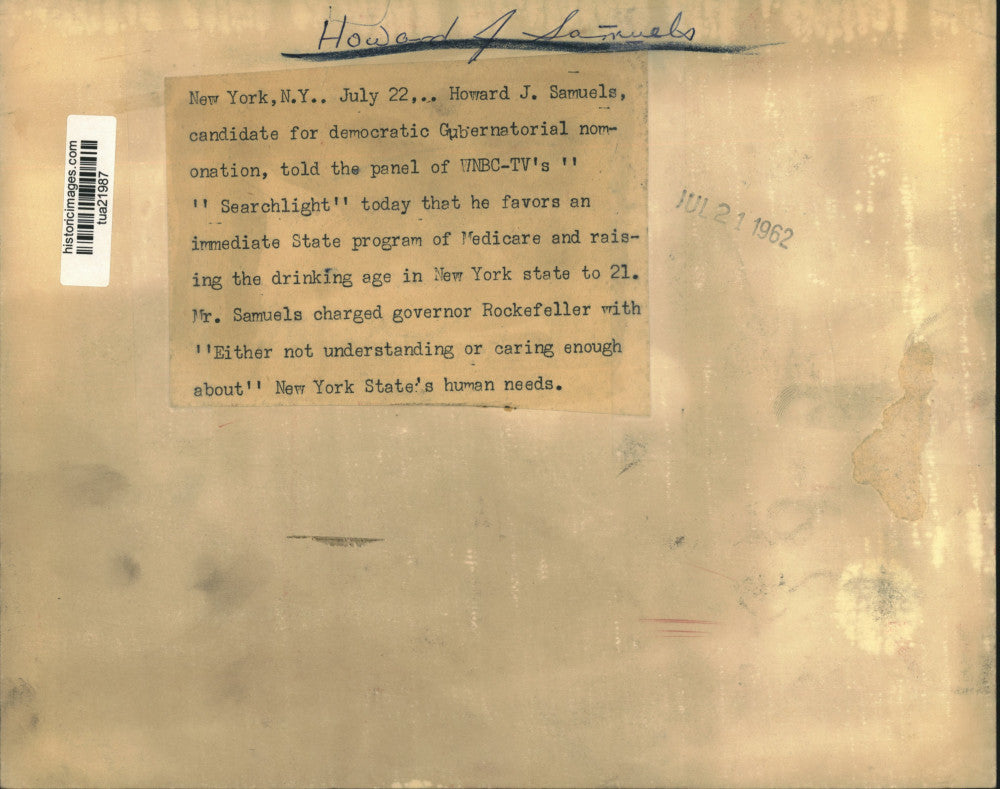 Howard J Samuels
New York,N.Y.. July 22,.. Howard J. Samuels,
candidate for democratic Gubernatorial nom-
onation, told the panel of WNBC-TV's ''
'' Searchlight'' today that he favors an
immediate State program of Medicare and rais-
ing the drinking age in New York state to 21.
Mr. Samuels charged governor Rockefeller with
''Either not understanding or caring enough
about'' New York State's human needs.
JUL 21 1962
historicimages.com
tua21987